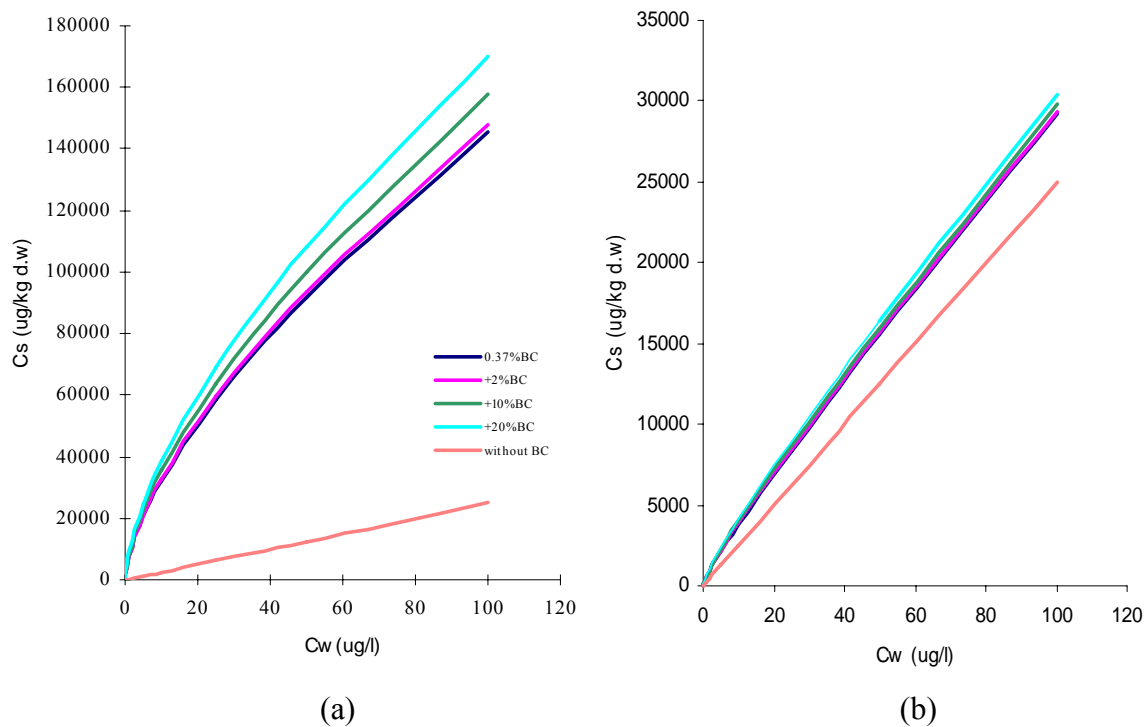 180000
160000
140000
120000
100000
80000
60000
40000
20000
0
Cs (ug/kg d.w)
0 20 40 60 80 100 120
Cw (ug/l)
0.37%BC
+2%BC
+10%BC
+20%BC
without BC
(a)
35000
30000
25000
20000
15000
10000
5000
0
Cs (ug/kg d.w)
0 20 40 60 80 100 120
Cw (ug/l)
(b)